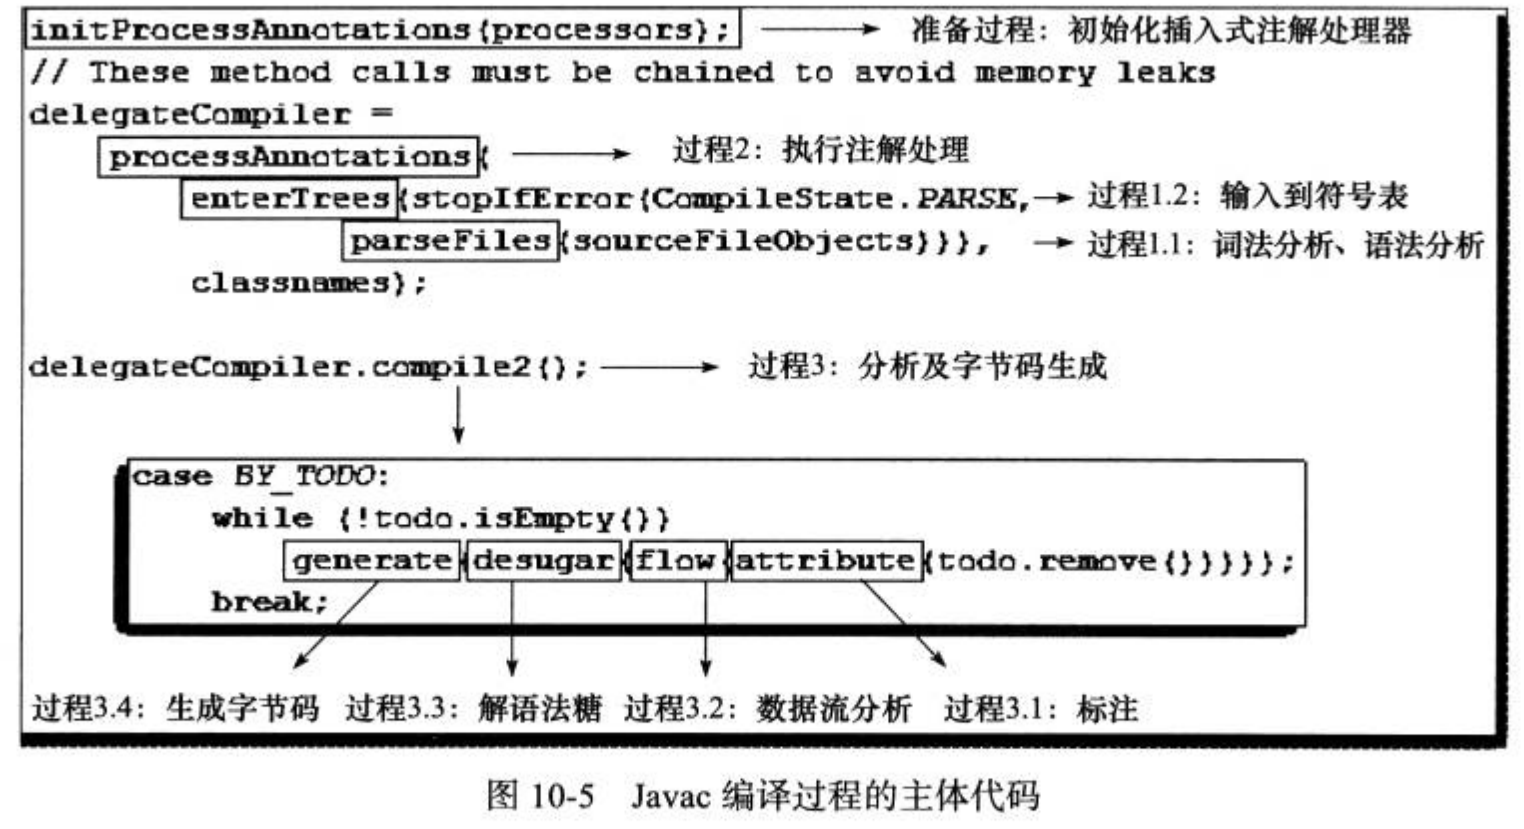 initProcessAnnotations(processors); 准备过程：初始化插入式注解处理器
// These method calls must be chained to avoid memory leaks
delegateCompiler =
processAnnotations( 过程2：执行注解处理
enterTrees(stopIfError(CompileState.PARSE, 过程1.2：输入到符号表
parseFiles(sourceFileObjects))), 过程1.1：词法分析、语法分析
classnames);
delegateCompiler.compile2(); 过程3：分析及字节码生成
case BY_TODO:
while (!todo.isEmpty())
generate(desugar(flow(attribute(todo.remove()))));
break;
过程3.4：生成字节码 过程3.3：解语法糖 过程3.2：数据流分析 过程3.1：标注
图 10-5 Javac 编译过程的主体代码